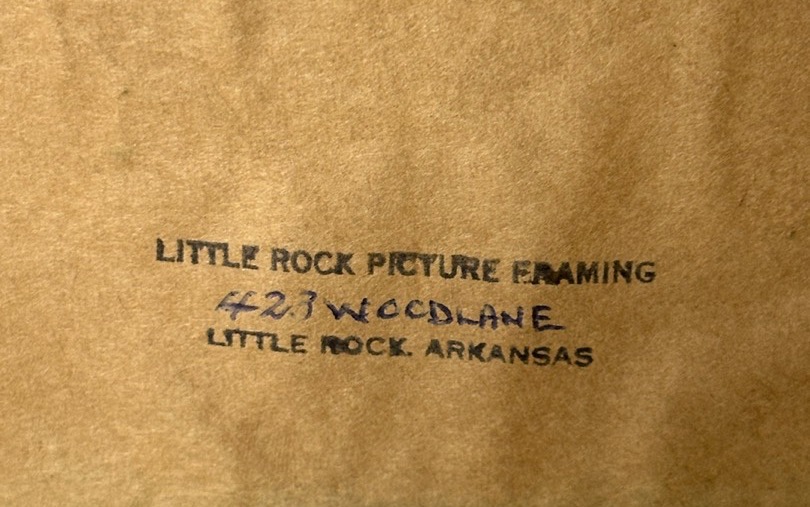 LITTLE ROCK PICTURE FRAMING
423 WOODLANE
LITTLE ROCK. ARKANSAS